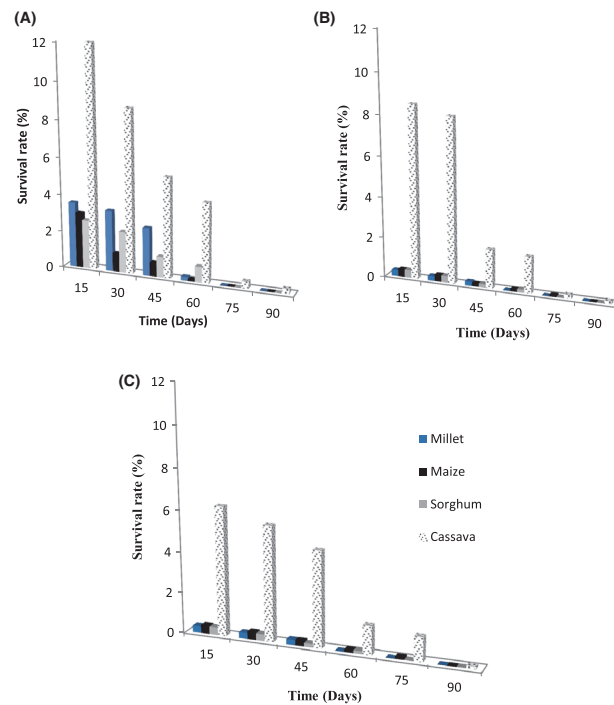 (A)
12
10
8
6
4
2
0
Survival rate (%)
15 30 45 60 75 90
Time (Days)
(B)
12
10
8
6
4
2
0
Survival rate (%)
15 30 45 60 75 90
Time (Days)
(C)
12
10
8
6
4
2
0
Survival rate (%)
15 30 45 60 75 90
Time (Days)
Millet
Maize
Sorghum
Cassava